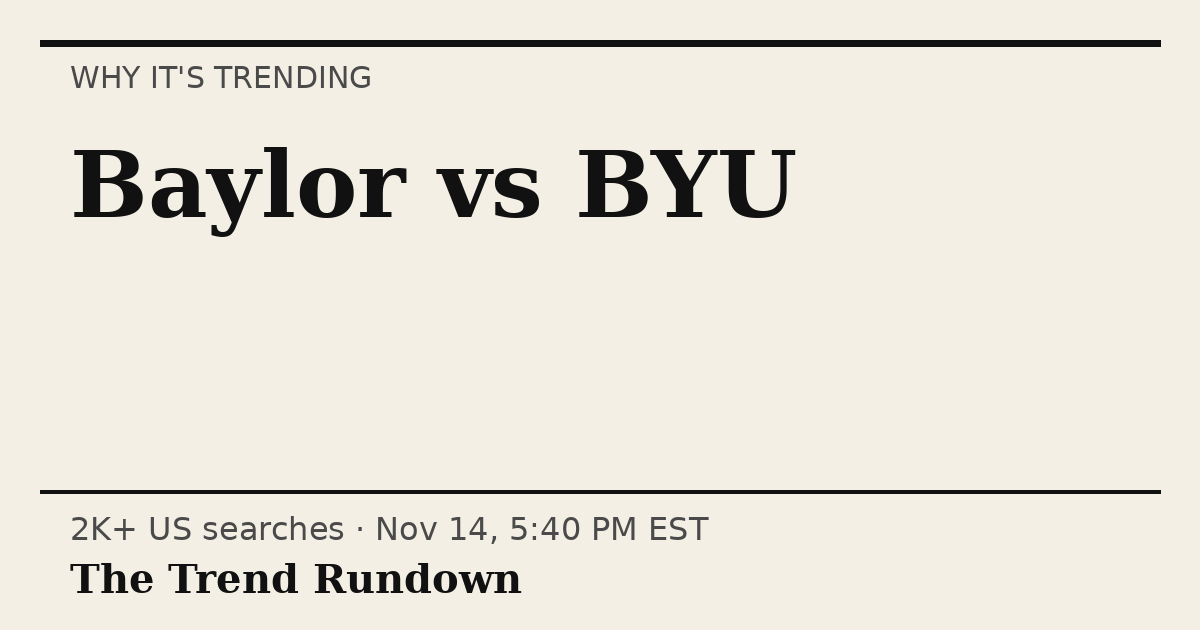 WHY IT'S TRENDING
Baylor vs BYU
2K+ US searches · Nov 14, 5:40 PM EST
The Trend Rundown